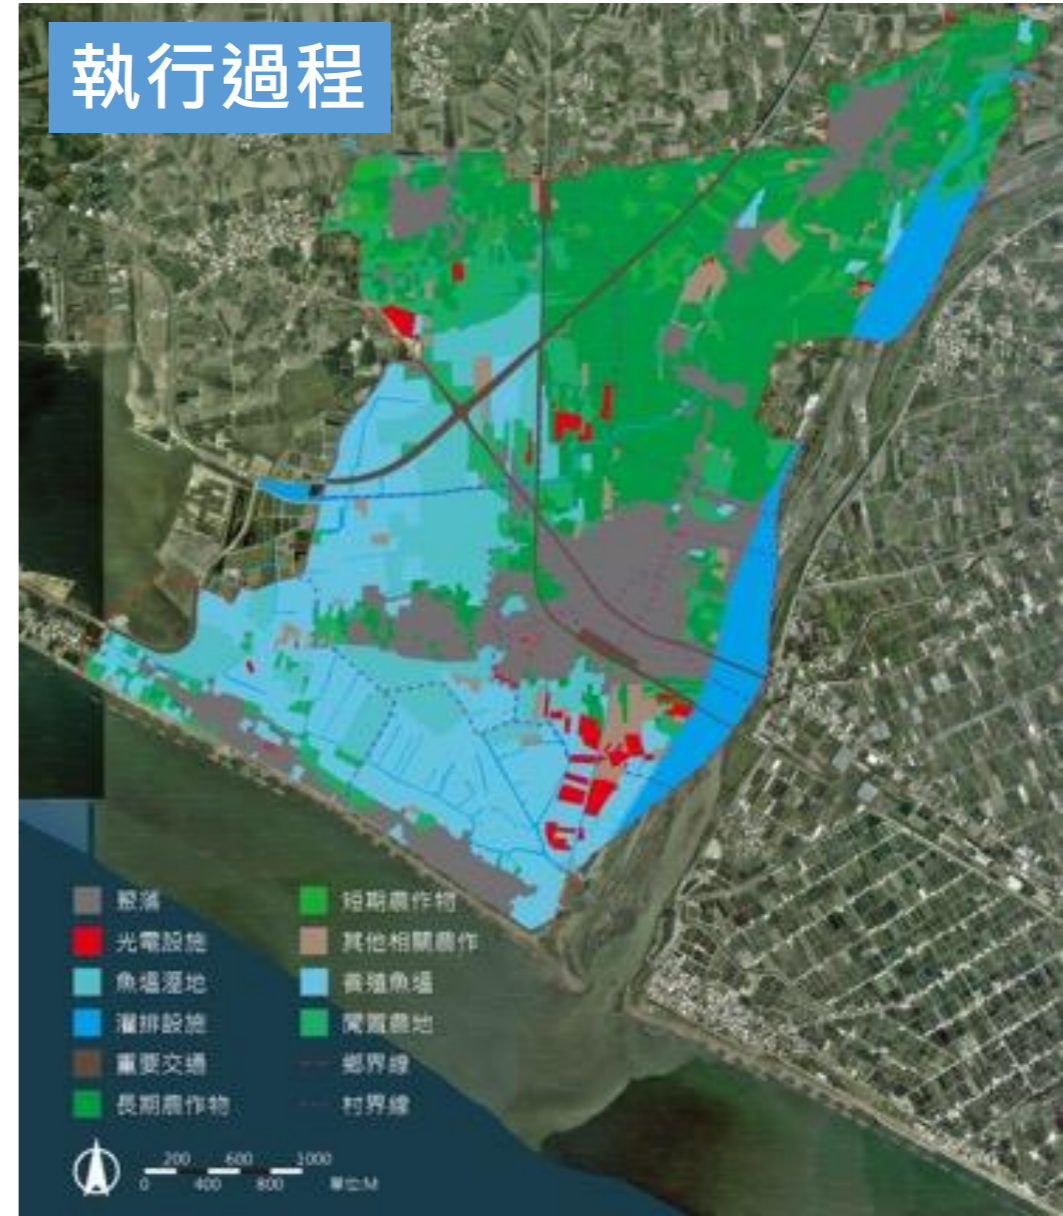 執行過程
聚落
光電設施
魚塭溼地
灌排設施
重要交通
長期農作物
短期農作物
其他相關農作
養殖魚塭
閒置農地
鄉界線
村界線
200 600 1000
0 400 800 單位:M